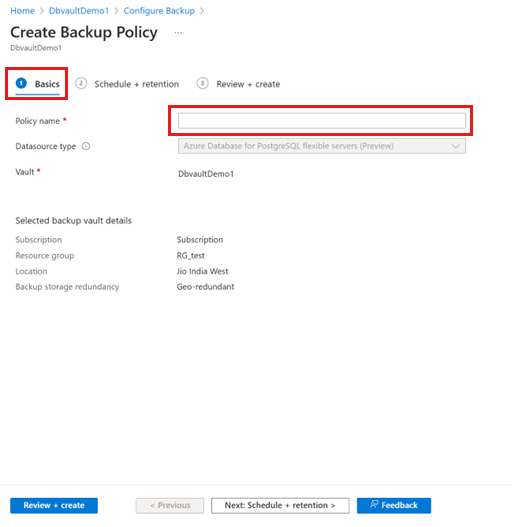 Home > DbvaultDemo1 > Configure Backup >
Create Backup Policy ...
DbvaultDemo1
1 Basics 2 Schedule + retention 3 Review + create
Policy name *
Datasource type Azure Database for PostgreSQL flexible servers (Preview)
Vault * DbvaultDemo1
Selected backup vault details
Subscription Subscription
Resource group RG_test
Location Jio India West
Backup storage redundancy Geo-redundant
Review + create < Previous Next: Schedule + retention > Feedback